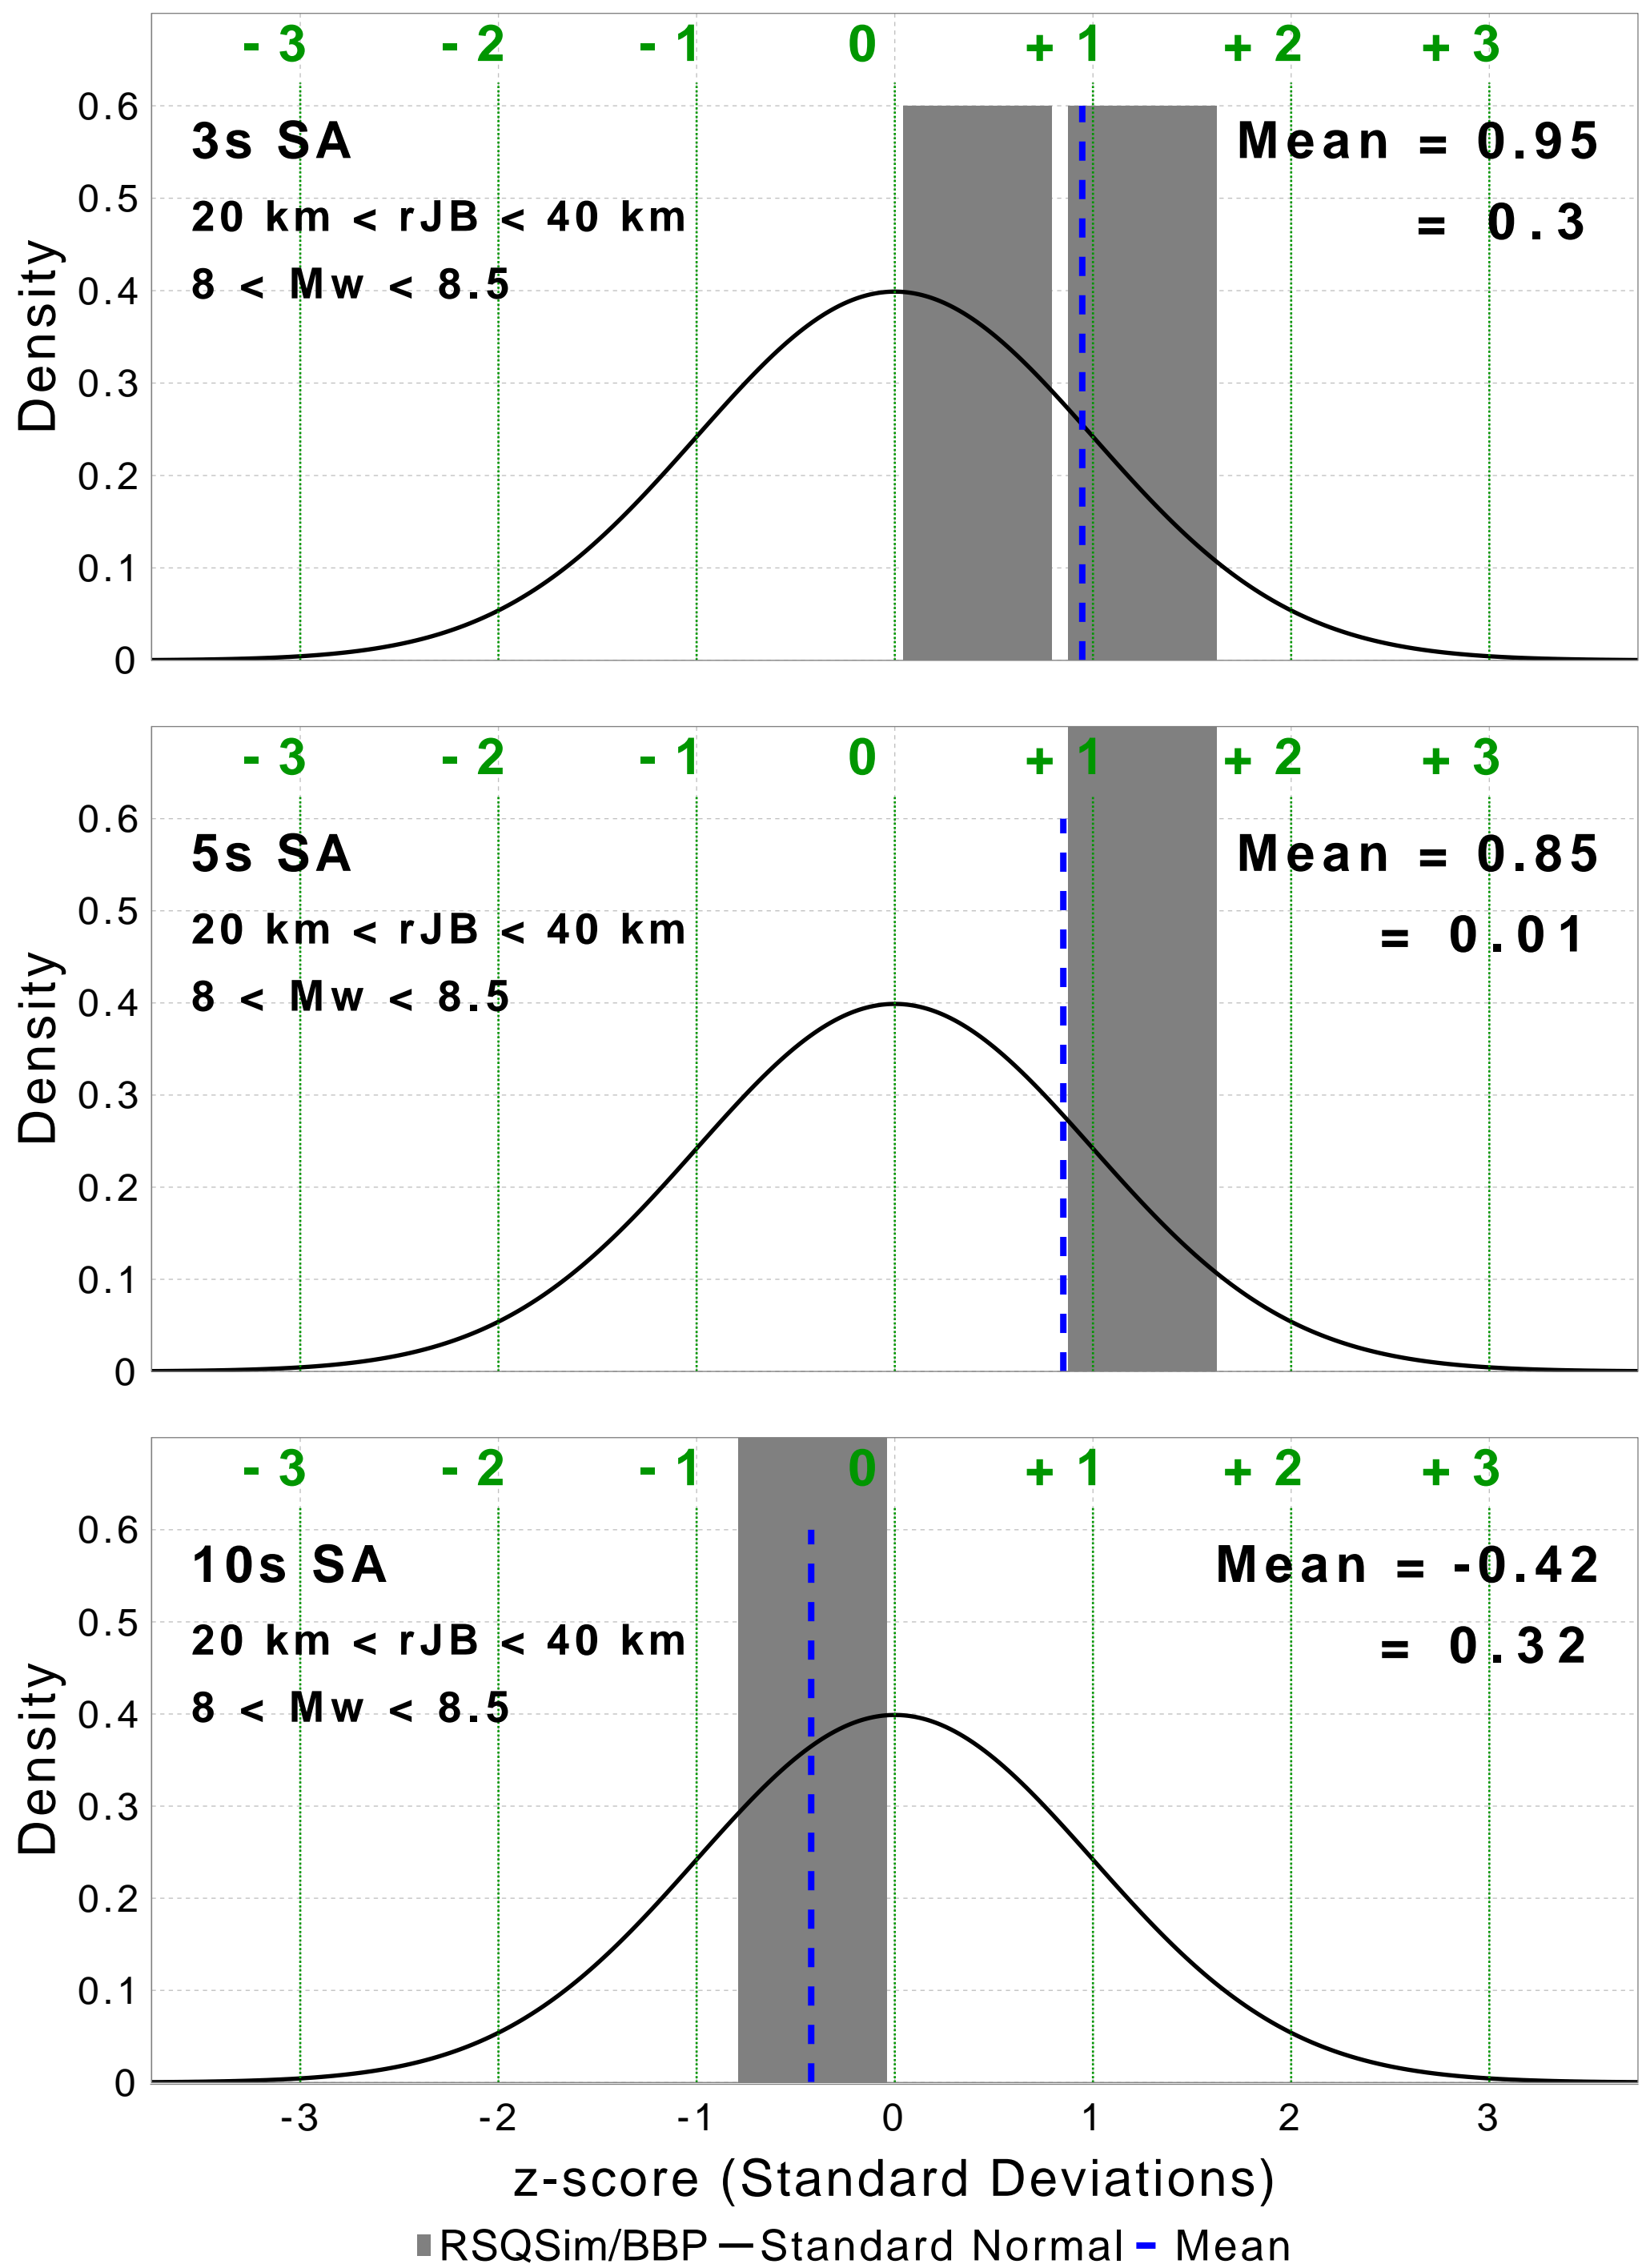 - 3 - 2 - 1 0 + 1 + 2 + 3
0.6
3s SA
Mean = 0.95
0.5
20 km < rJB < 40 km
= 0.3
0.4
8 < Mw < 8.5
0.3
0.2
0.1
0
Density
- 3 - 2 - 1 0 + 1 + 2 + 3
0.6
5s SA
Mean = 0.85
0.5
20 km < rJB < 40 km
= 0.01
0.4
8 < Mw < 8.5
0.3
0.2
0.1
0
Density
- 3 - 2 - 1 0 + 1 + 2 + 3
0.6
10s SA
Mean = -0.42
0.5
20 km < rJB < 40 km
= 0.32
0.4
8 < Mw < 8.5
0.3
0.2
0.1
0
Density
-3 -2 -1 0 1 2 3
z-score (Standard Deviations)
RSQSim/BBP Standard Normal Mean